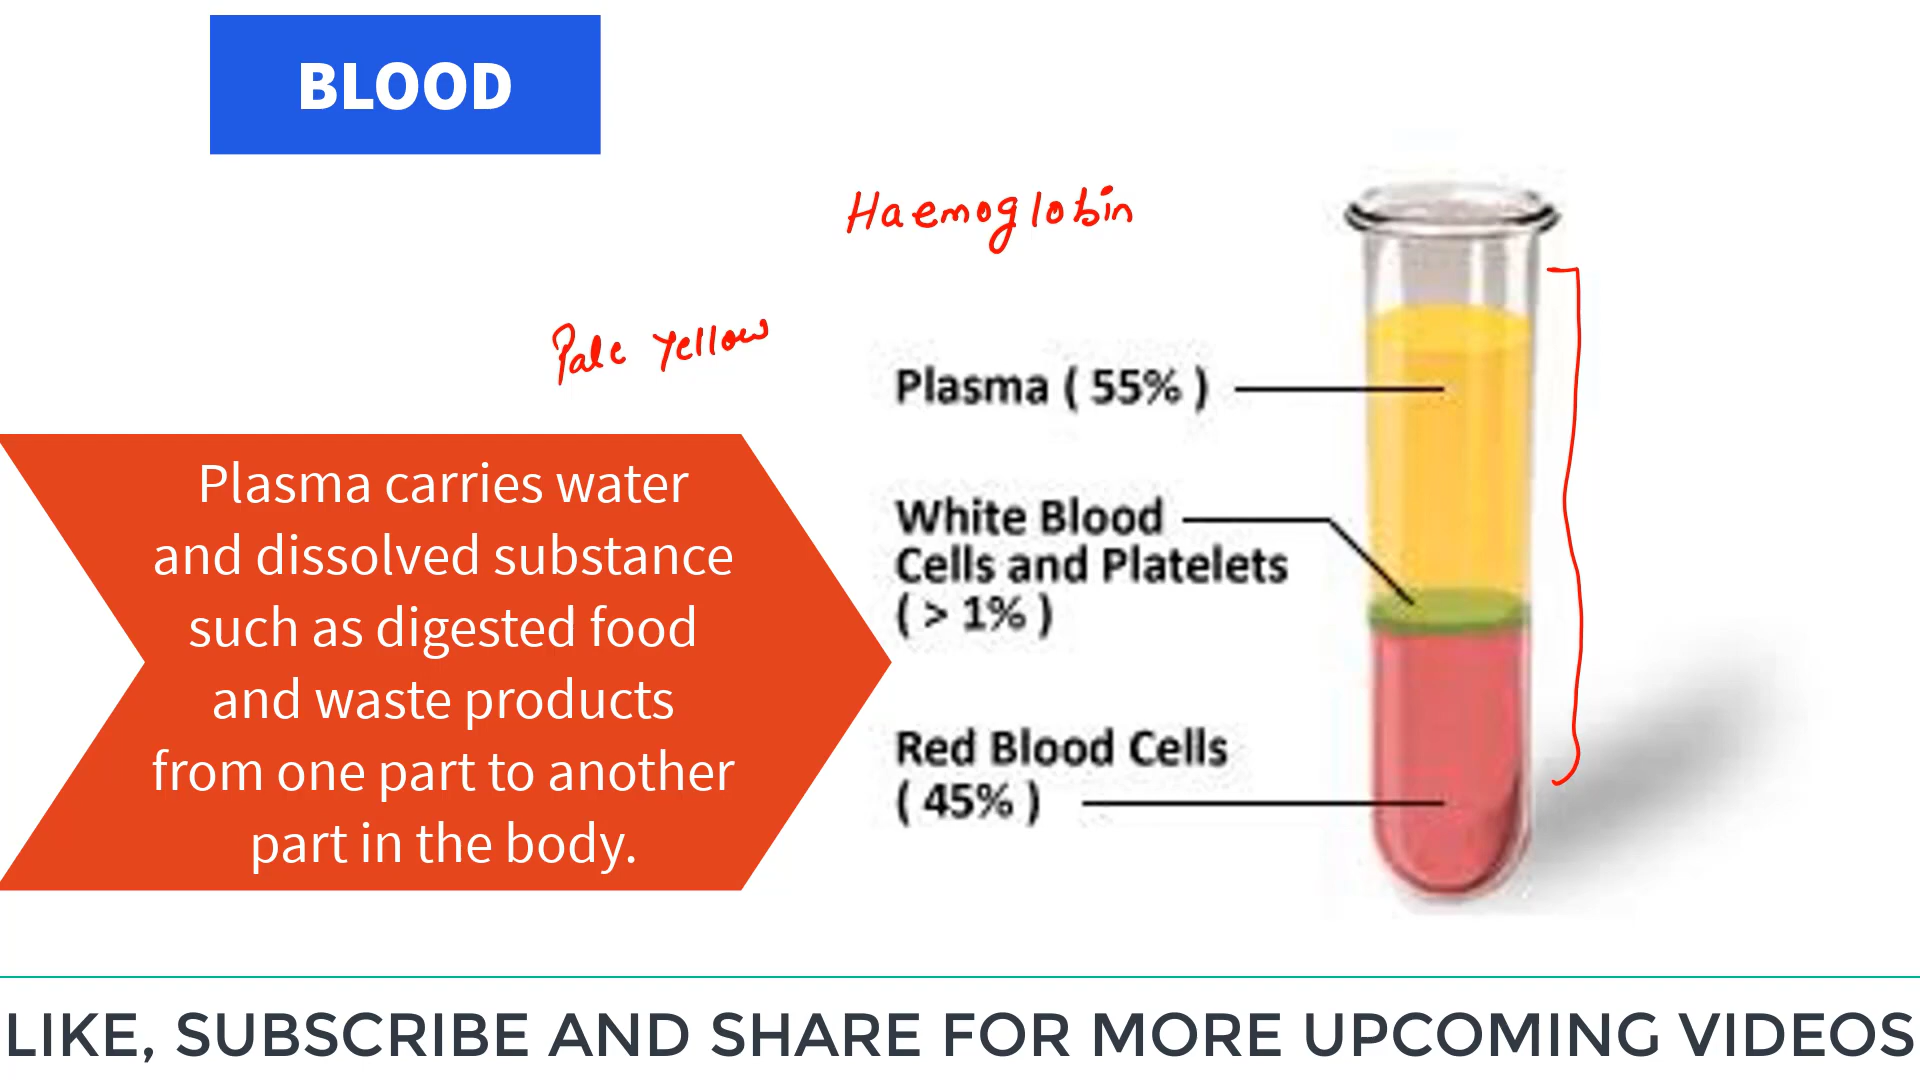 BLOOD
Haemoglobin
Pale Yellow
Plasma ( 55% )
Plasma carries water
and dissolved substance
such as digested food
and waste products
from one part to another
part in the body.
White Blood
Cells and Platelets
( > 1% )
Red Blood Cells
( 45% )
LIKE, SUBSCRIBE AND SHARE FOR MORE UPCOMING VIDEOS